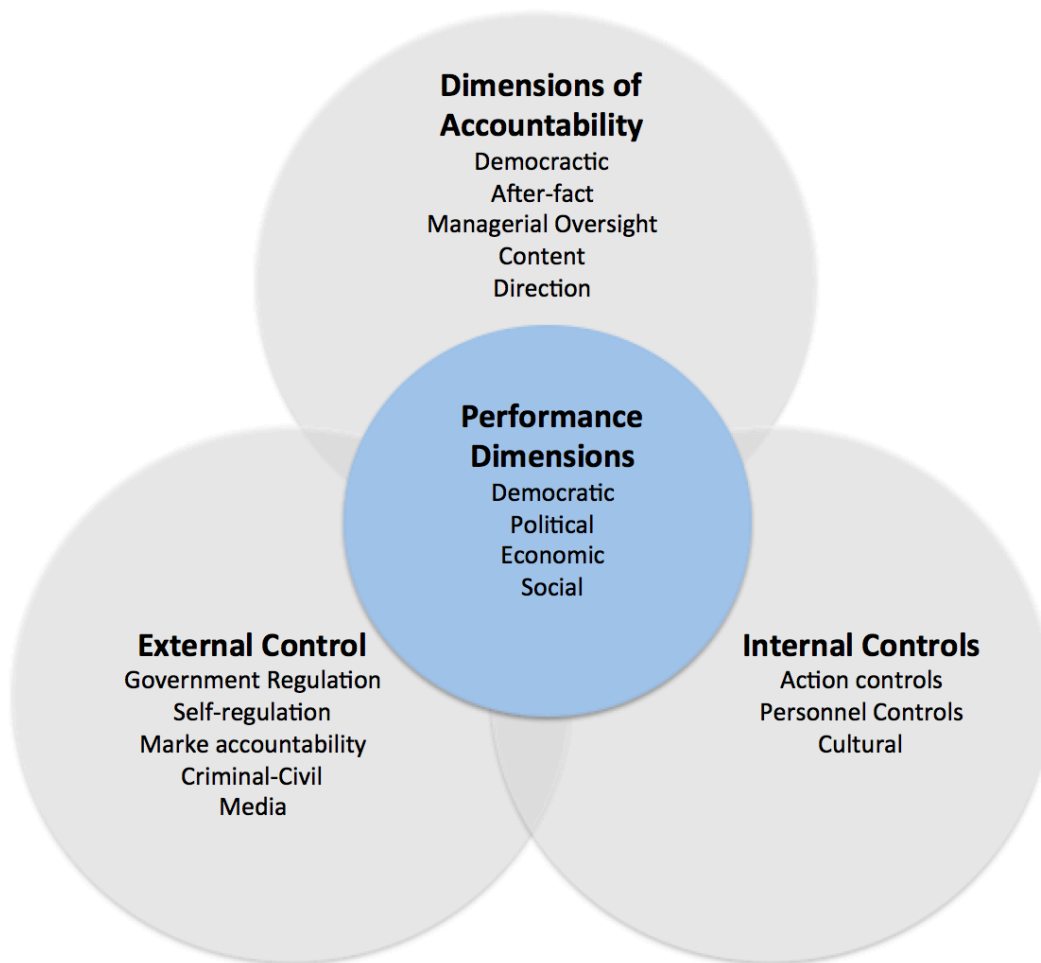 Dimensions of
Accountability
Democractic
After-fact
Managerial Oversight
Content
Direction
Performance
Dimensions
Democratic
Political
Economic
Social
External Control
Government Regulation
Self-regulation
Marke accountability
Criminal-Civil
Media
Internal Controls
Action controls
Personnel Controls
Cultural